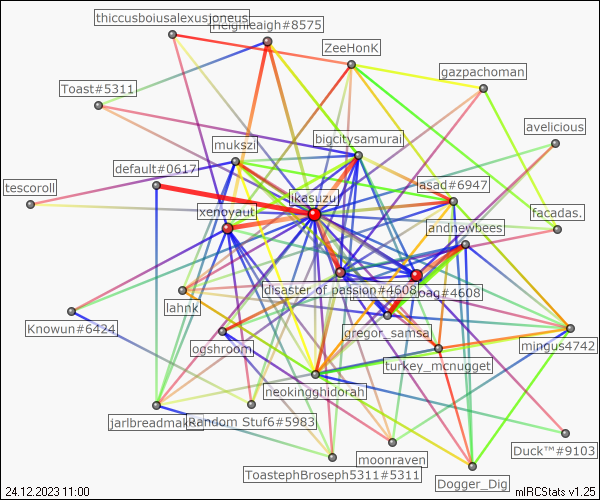 thiccusboiusalexusjoneus
Heighleaigh#8575
ZeeHonK
gazpachoman
Toast#5311
avelicious
bigcitysamurai
mukszi
default#0617
tescoroll
ikasuzu
asad#6947
xenoyaut
facadas.
andnewbees
disaster of passion#4608
oag#4608
lahnk
Knowun#6424
gregor_samsa
mingus4742
ogshroom
turkey_mcnugget
neokingghidorah
jarlbreadmak
Random Stuf6#5983
Duck™#9103
moonraven
ToastephBroseph5311#5311
Dogger_Dig
24.12.2023 11:00
mIRCStats v1.25